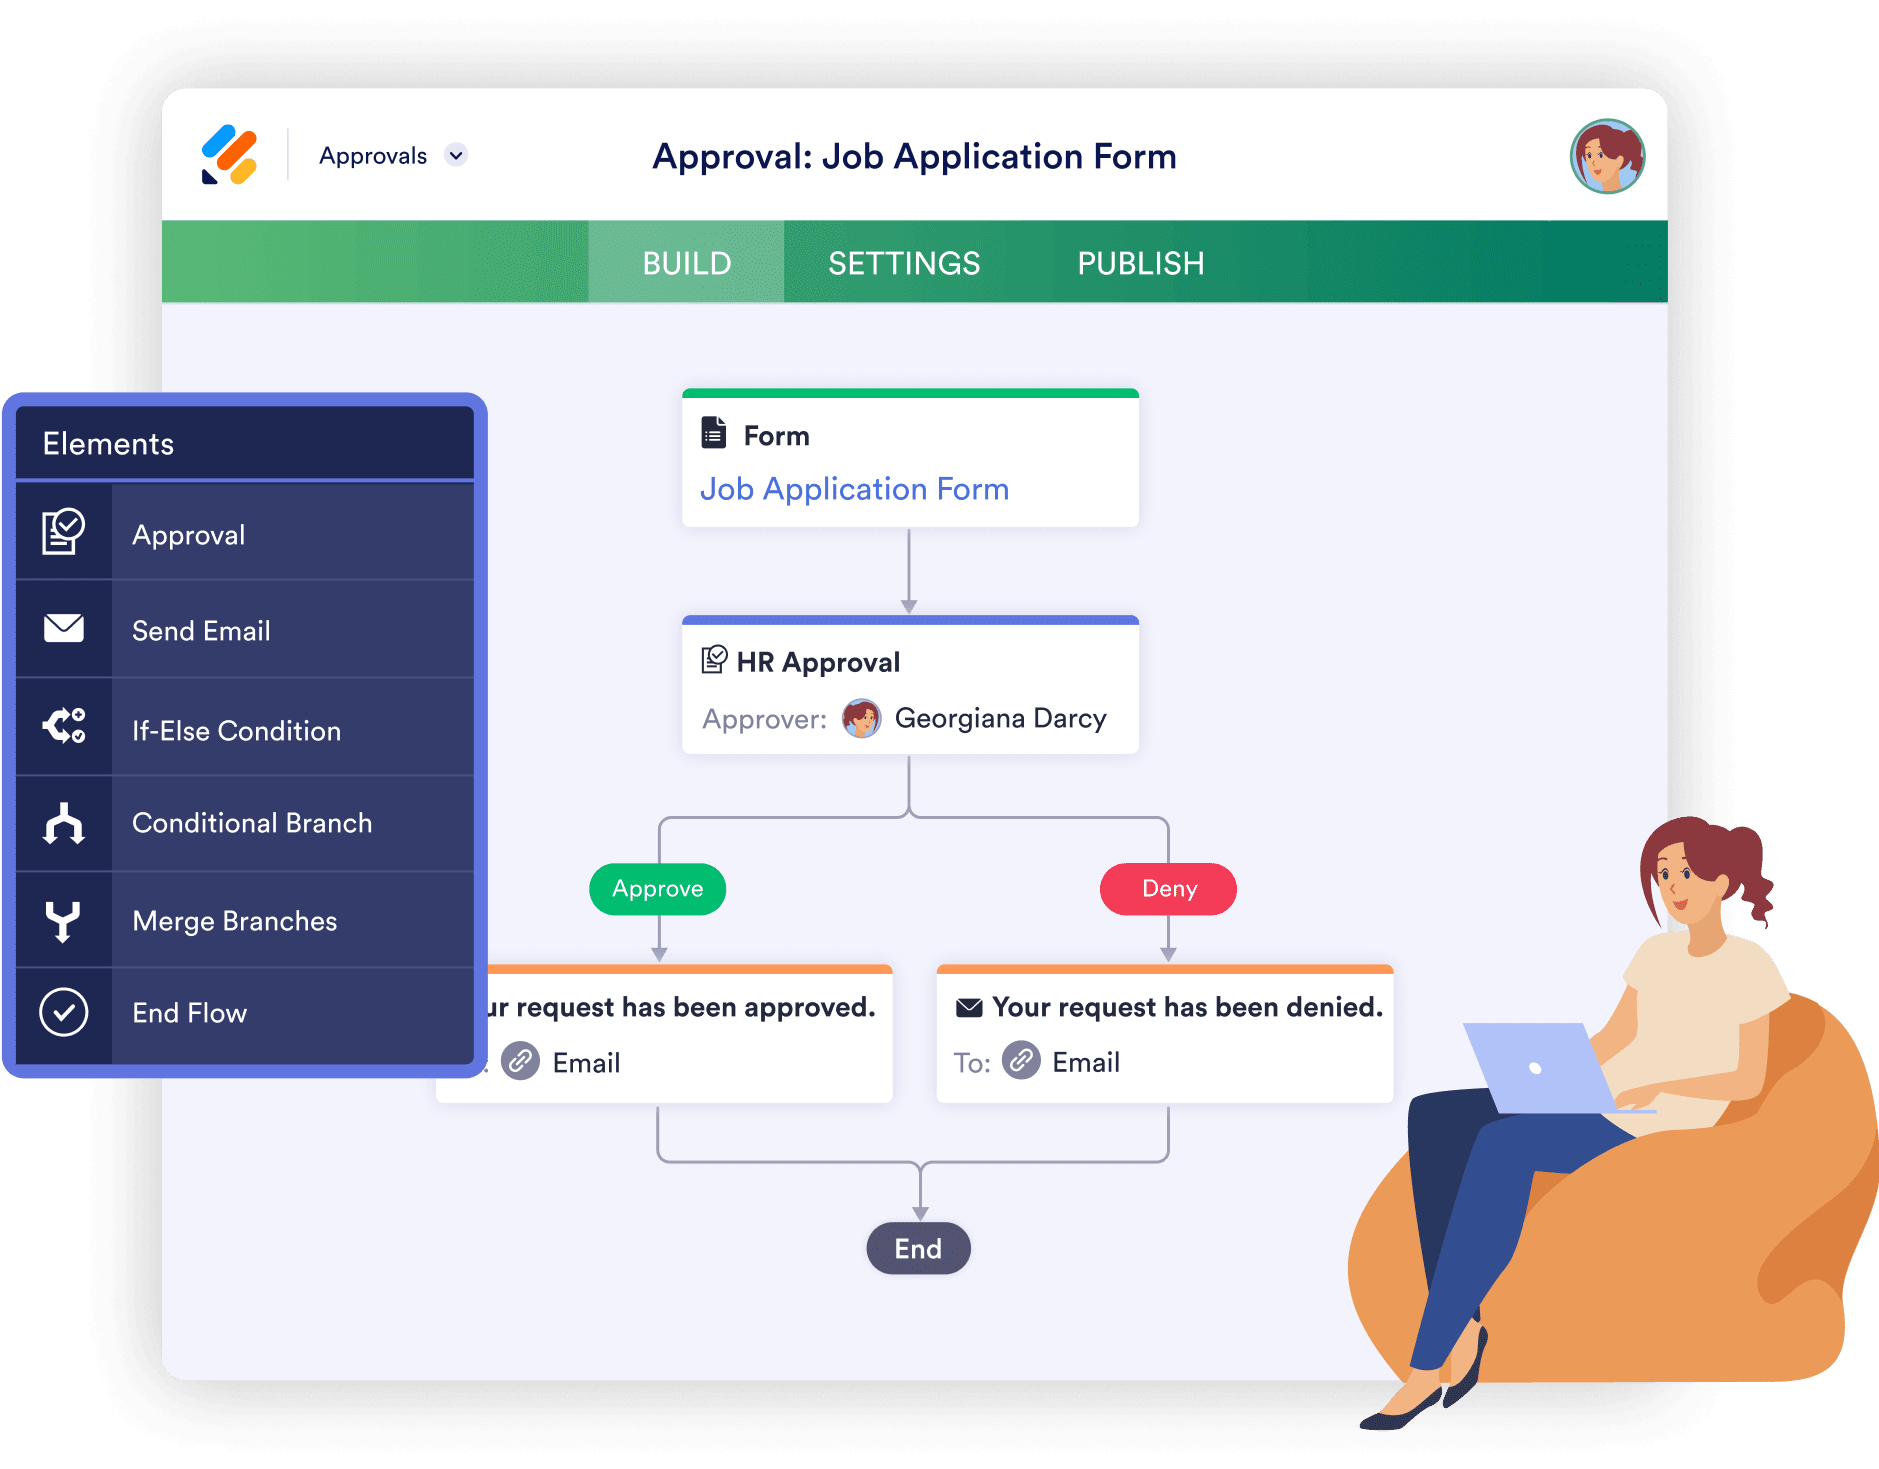 Approvals
Approval: Job Application Form
BUILD
SETTINGS
PUBLISH
Elements
Approval
Send Email
If-Else Condition
Conditional Branch
Merge Branches
End Flow
Form
Job Application Form
HR Approval
Approver: Georgiana Darcy
Approve
Deny
request has been approved.
Email
Your request has been denied.
To: Email
End